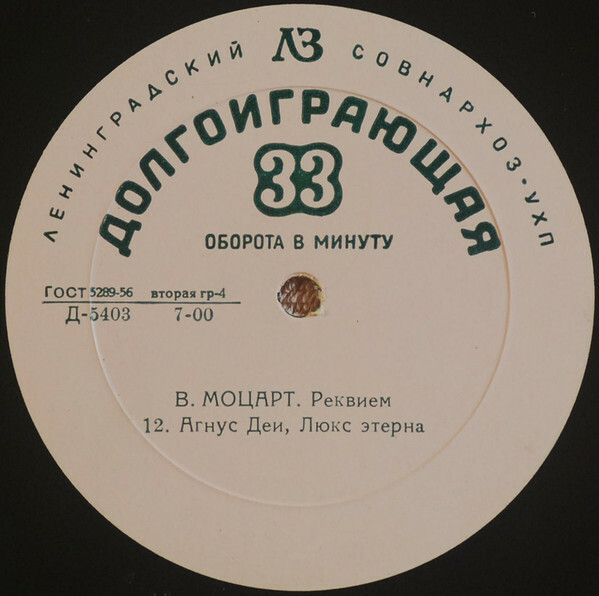 ЛЕНИНГРАДСКИЙ ЛЗ СОВНАРХОЗ·УХП
ДОЛГОИГРАЮЩАЯ
33
ОБОРОТА В МИНУТУ
ГОСТ 5289-56 вторая гр-4
Д-5403 7-00
В. МОЦАРТ. Реквием
12. Агнус Деи, Люкс этерна